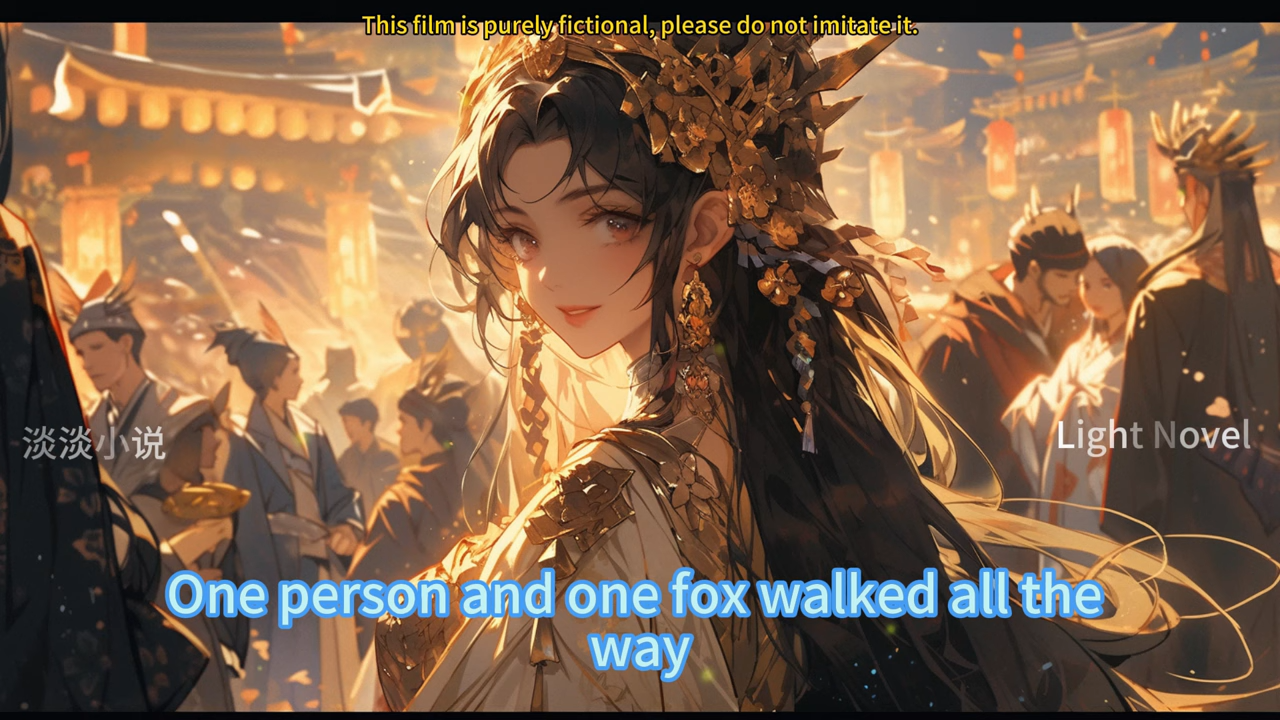 This film is purely fictional, please do not imitate it.
淡淡小说
Light Novel
One person and one fox walked all the
way